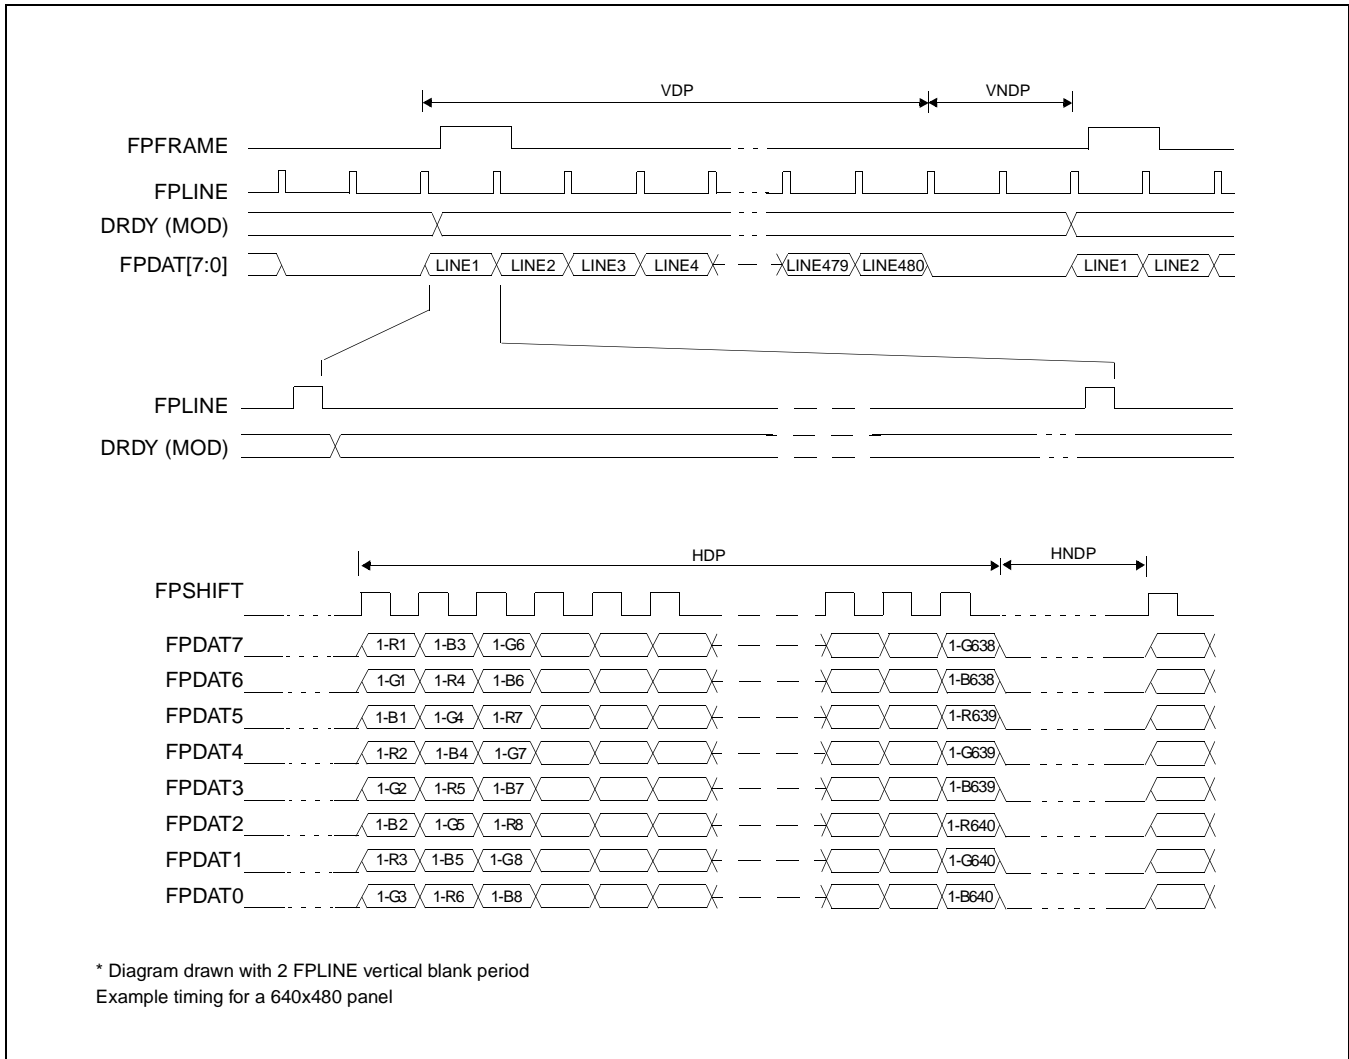 VDP VNDP
FPFRAME
FPLINE
DRDY (MOD)
FPDAT[7:0] LINE1 LINE2 LINE3 LINE4 LINE479 LINE480 LINE1 LINE2
FPLINE
DRDY (MOD)
HDP HNDP
FPSHIFT
FPDAT7 1-R1 1-B3 1-G6 1-G638
FPDAT6 1-G1 1-R4 1-B6 1-B638
FPDAT5 1-B1 1-G4 1-R7 1-R639
FPDAT4 1-R2 1-B4 1-G7 1-G639
FPDAT3 1-G2 1-R5 1-B7 1-B639
FPDAT2 1-B2 1-G5 1-R8 1-R640
FPDAT1 1-R3 1-B5 1-G8 1-G640
FPDAT0 1-G3 1-R6 1-B8 1-B640
* Diagram drawn with 2 FPLINE vertical blank period
Example timing for a 640x480 panel